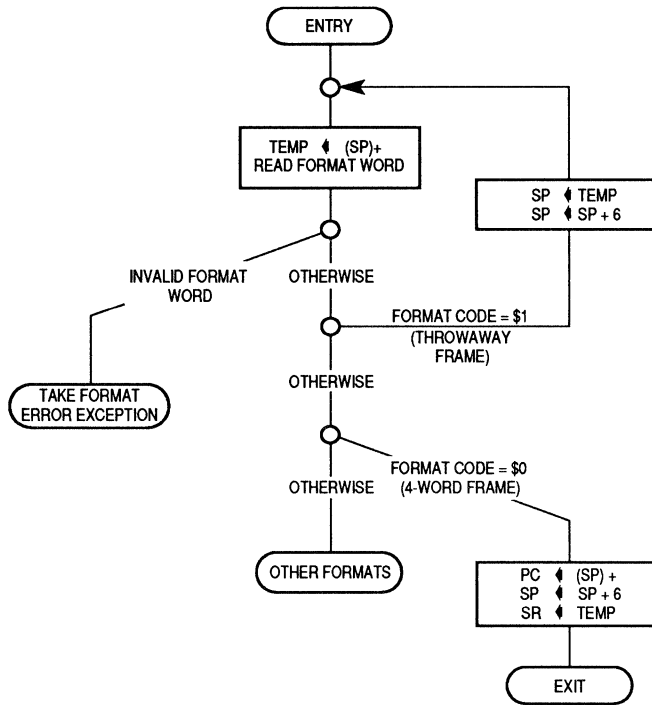 ENTRY
TEMP ◄ (SP)+
READ FORMAT WORD
SP ◄ TEMP
SP ◄ SP + 6
INVALID FORMAT
WORD
OTHERWISE
FORMAT CODE = $1
(THROWAWAY
FRAME)
TAKE FORMAT
ERROR EXCEPTION
OTHERWISE
FORMAT CODE = $0
(4-WORD FRAME)
OTHERWISE
OTHER FORMATS
PC ◄ (SP) +
SP ◄ SP + 6
SR ◄ TEMP
EXIT